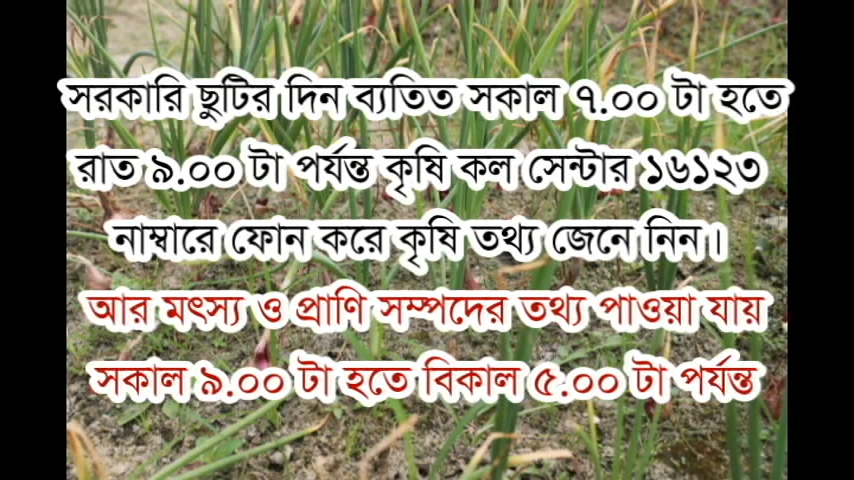 সরকারি ছুটির দিন ব্যতিত সকাল ৭.০০ টা হতে
রাত ৯.০০ টা পর্যন্ত কৃষি কল সেন্টার ১৬১২৩
নাম্বারে ফোন করে কৃষি তথ্য জেনে নিন।
আর মৎস্য ও প্রাণি সম্পদের তথ্য পাওয়া যায়
সকাল ৯.০০ টা হতে বিকাল ৫.০০ টা পর্যন্ত